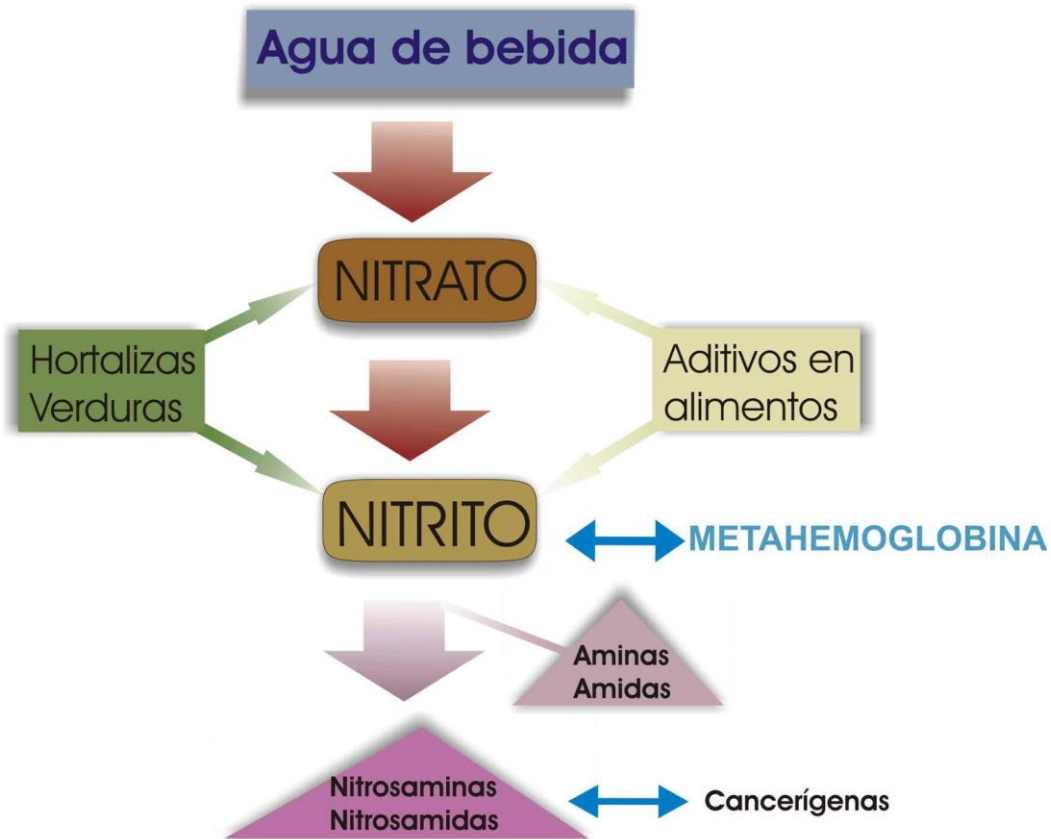 Agua de bebida
NITRATO
Hortalizas
Verduras
Aditivos en
alimentos
NITRITO
METAHEMOGLOBINA
Aminas
Amidas
Nitrosaminas
Nitrosamidas
Cancerígenas